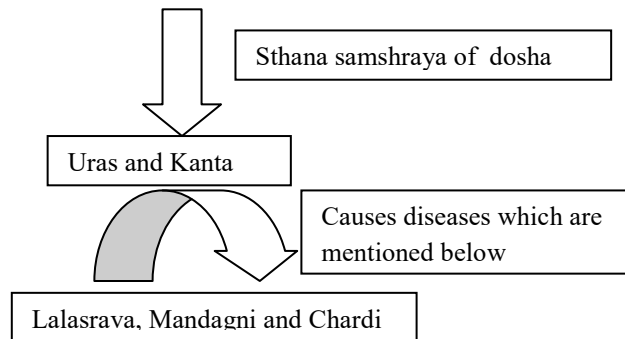 Sthana samshraya of dosha
Uras and Kanta
Causes diseases which are
mentioned below
Lalasrava, Mandagni and Chardi